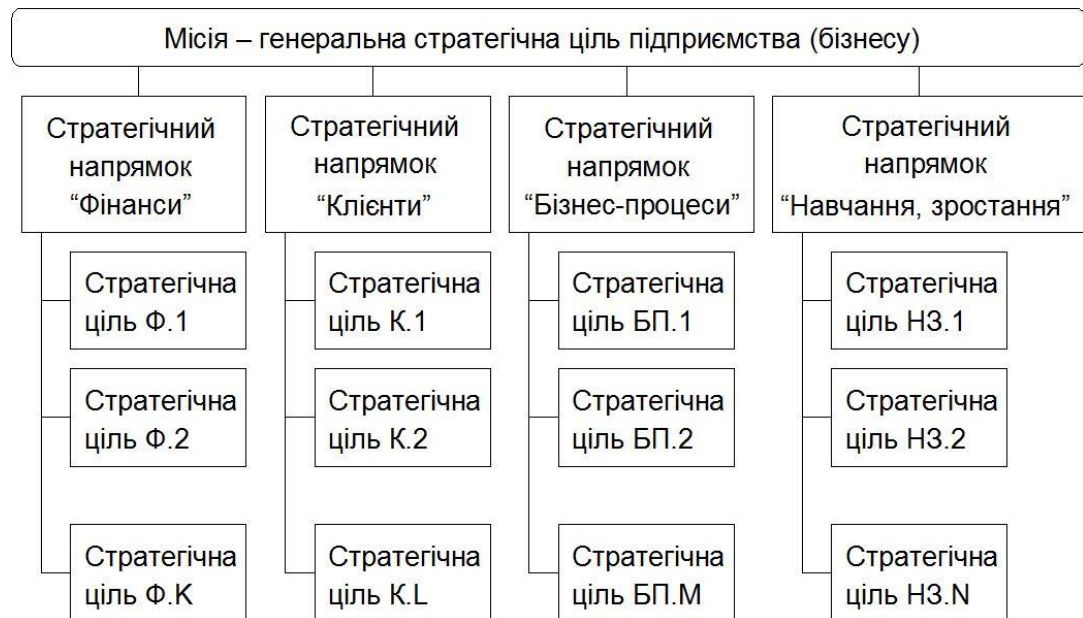 Місія – генеральна стратегічна ціль підприємства (бізнесу)
Стратегічний
напрямок
“Фінанси”
Стратегічна
ціль Ф.1
Стратегічна
ціль Ф.2
Стратегічна
ціль Ф.K
Стратегічний
напрямок
“Клієнти”
Стратегічна
ціль К.1
Стратегічна
ціль К.2
Стратегічна
ціль К.L
Стратегічний
напрямок
“Бізнес-процеси”
Стратегічна
ціль БП.1
Стратегічна
ціль БП.2
Стратегічна
ціль БП.М
Стратегічний
напрямок
“Навчання, зростання”
Стратегічна
ціль НЗ.1
Стратегічна
ціль НЗ.2
Стратегічна
ціль НЗ.N